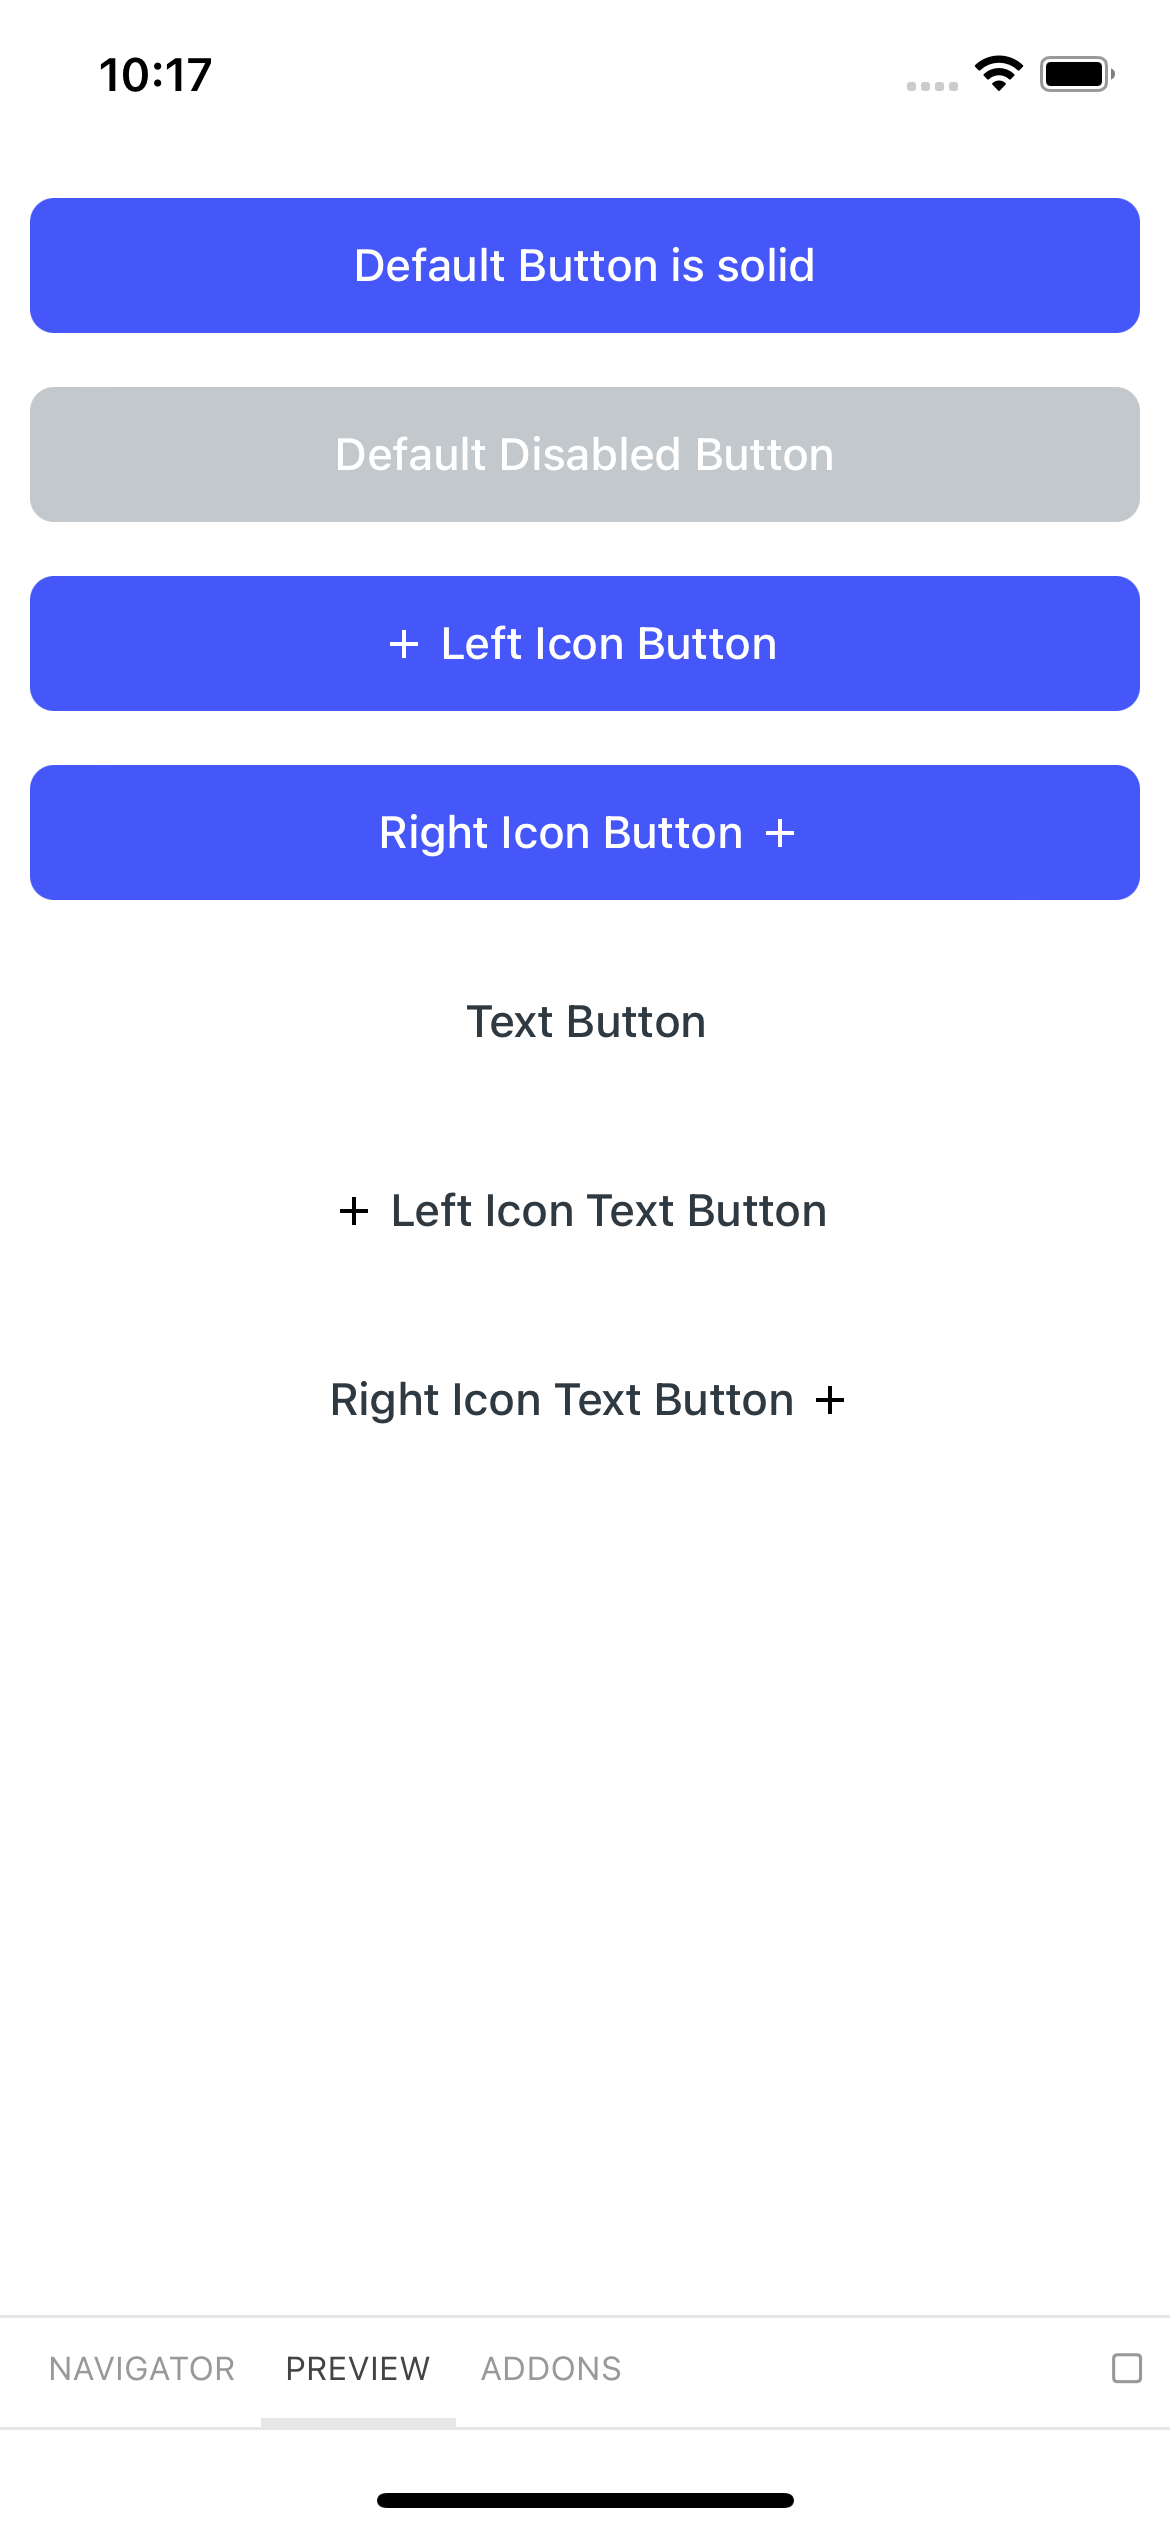 10:17
Default Button is solid
Default Disabled Button
+ Left Icon Button
Right Icon Button +
Text Button
+ Left Icon Text Button
Right Icon Text Button +
NAVIGATOR PREVIEW ADDONS